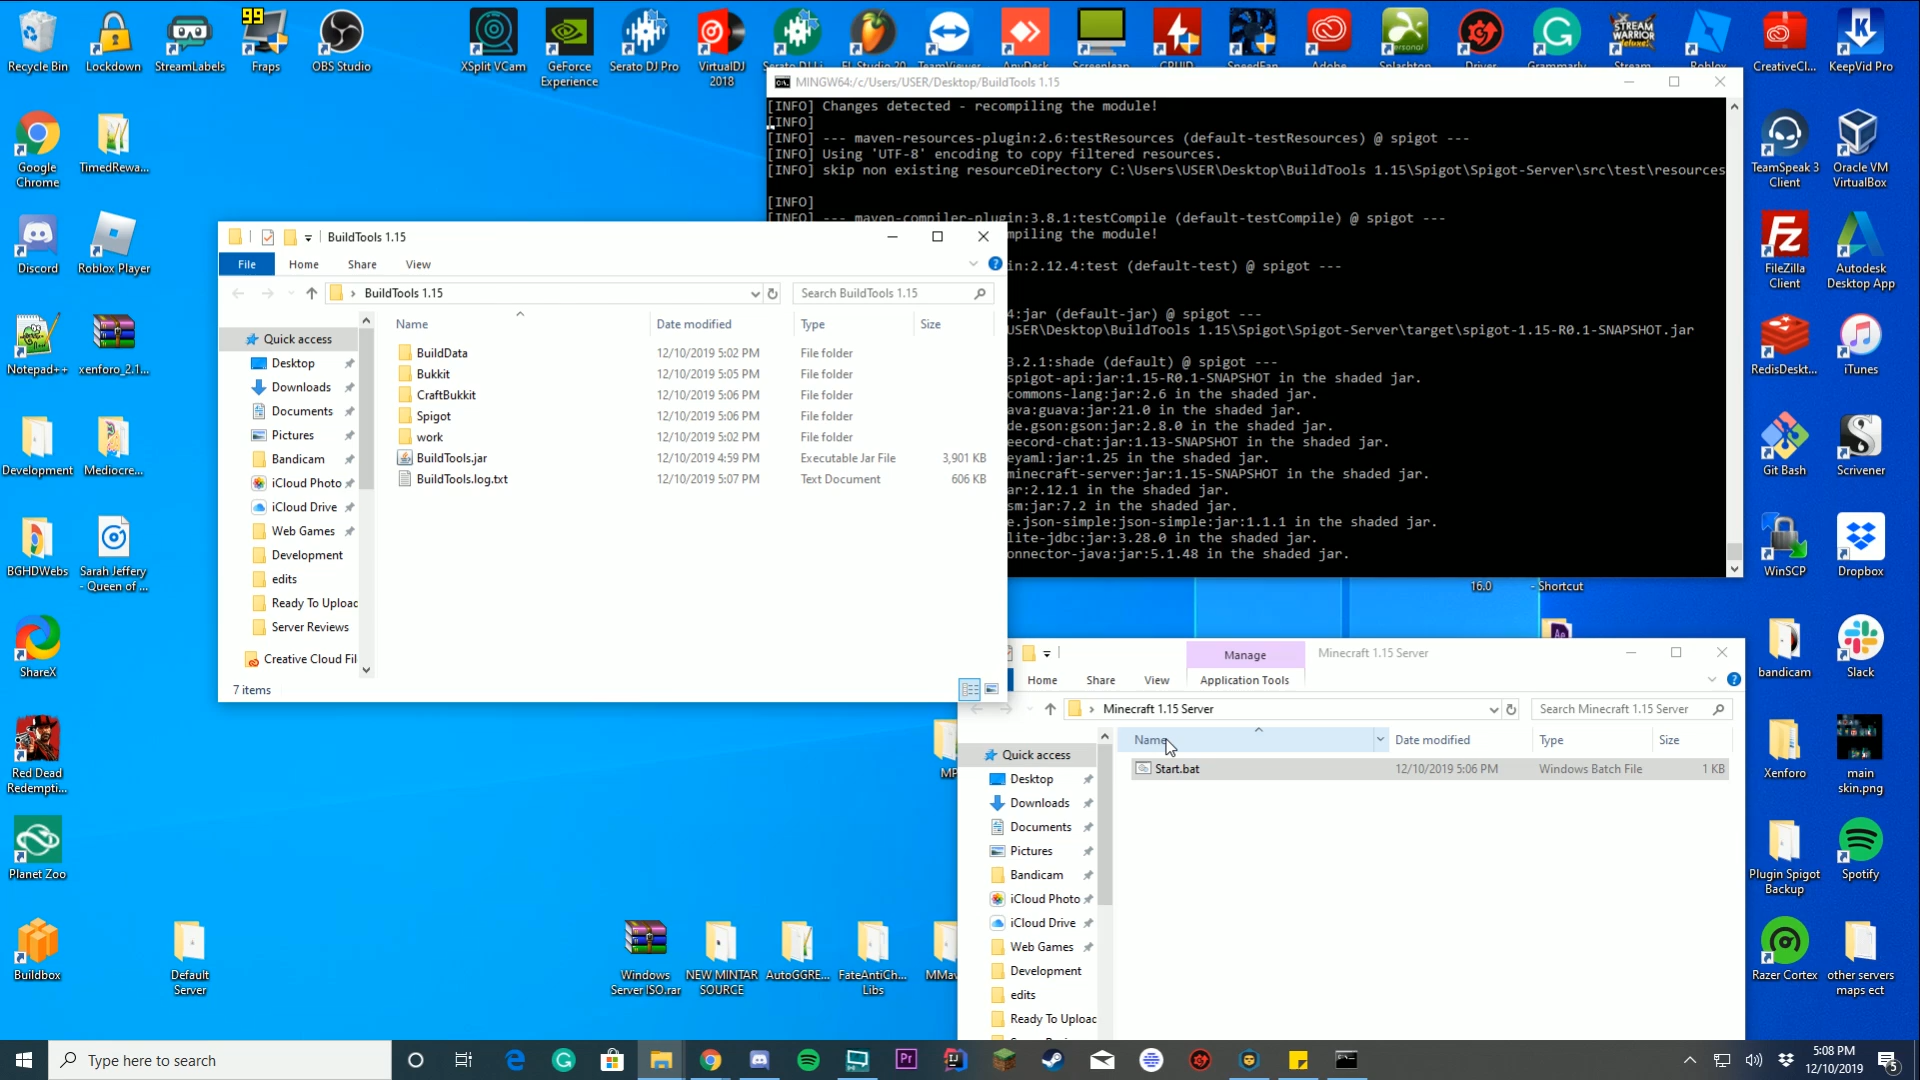 Recycle Bin
Lockdown
StreamLabels
99
Fraps
OBS Studio
XSplit VCam
GeForce
Experience
Serato DJ Pro
VirtualDJ
2018
Personal
Adobe
Splashtop
Driver
Grammarly
STREAM
WARRIOR
Stream
Roblox
CreativeCl...
KeepVid Pro
Google
Chrome
TimedRewa...
Discord
Roblox Player
Notepad++
xenforo_2.1...
Development
Mediocre...
BGHDWebs
Sarah Jeffery
- Queen of ...
ShareX
Red Dead
Redempti...
Planet Zoo
Buildbox
Default
Server
Windows
Server ISO.rar
NEW MINTAR
SOURCE
AutoGGRE...
FateAntiCh...
Libs
TeamSpeak 3
Client
Oracle VM
VirtualBox
FileZilla
Client
Autodesk
Desktop App
RedisDeskt...
iTunes
Git Bash
Scrivener
WinSCP
Dropbox
16.0
- Shortcut
Ae
bandicam
Slack
Xenforo
main
skin.png
Plugin Spigot
Backup
Spotify
Razer Cortex
other servers
maps ect
MINGW64:/c/Users/USER/Desktop/BuildTools 1.15
[INFO] Changes detected - recompiling the module!
[INFO]
[INFO] --- maven-resources-plugin:2.6:testResources (default-testResources) @ spigot ---
[INFO] Using 'UTF-8' encoding to copy filtered resources.
[INFO] skip non existing resourceDirectory C:\Users\USER\Desktop\BuildTools 1.15\Spigot\Spigot-Server\src\test\resources
[INFO]
[INFO] --- maven-compiler-plugin:3.8.1:testCompile (default-testCompile) @ spigot ---
mpiling the module!
in:2.12.4:test (default-test) @ spigot ---
4:jar (default-jar) @ spigot ---
USER\Desktop\BuildTools 1.15\Spigot\Spigot-Server\target\spigot-1.15-R0.1-SNAPSHOT.jar
3.2.1:shade (default) @ spigot ---
spigot-api:jar:1.15-R0.1-SNAPSHOT in the shaded jar.
commons-lang:jar:2.6 in the shaded jar.
ava:guava:jar:21.0 in the shaded jar.
de.gson:gson:jar:2.8.0 in the shaded jar.
eecord-chat:jar:1.13-SNAPSHOT in the shaded jar.
eyaml:jar:1.25 in the shaded jar.
minecraft-server:jar:1.15-SNAPSHOT in the shaded jar.
ar:2.12.1 in the shaded jar.
sm:jar:7.2 in the shaded jar.
e.json-simple:json-simple:jar:1.1.1 in the shaded jar.
lite-jdbc:jar:3.28.0 in the shaded jar.
onnector-java:jar:5.1.48 in the shaded jar.
BuildTools 1.15
File
Home
Share
View
BuildTools 1.15
Search BuildTools 1.15
Name
Date modified
Type
Size
Quick access
Desktop
Downloads
Documents
Pictures
Bandicam
iCloud Photo
iCloud Drive
Web Games
Development
edits
Ready To Upload
Server Reviews
Creative Cloud Fil
BuildData 12/10/2019 5:02 PM File folder
Bukkit 12/10/2019 5:05 PM File folder
CraftBukkit 12/10/2019 5:06 PM File folder
Spigot 12/10/2019 5:06 PM File folder
work 12/10/2019 5:02 PM File folder
BuildTools.jar 12/10/2019 4:59 PM Executable Jar File 3,901 KB
BuildTools.log.txt 12/10/2019 5:07 PM Text Document 606 KB
7 items
Manage
Minecraft 1.15 Server
Home
Share
View
Application Tools
Minecraft 1.15 Server
Search Minecraft 1.15 Server
Name
Date modified
Type
Size
Start.bat 12/10/2019 5:06 PM Windows Batch File 1 KB
Quick access
Desktop
Downloads
Documents
Pictures
Bandicam
iCloud Photo
iCloud Drive
Web Games
Development
edits
Ready To Upload
Type here to search
Pr
5:08 PM
12/10/2019
5